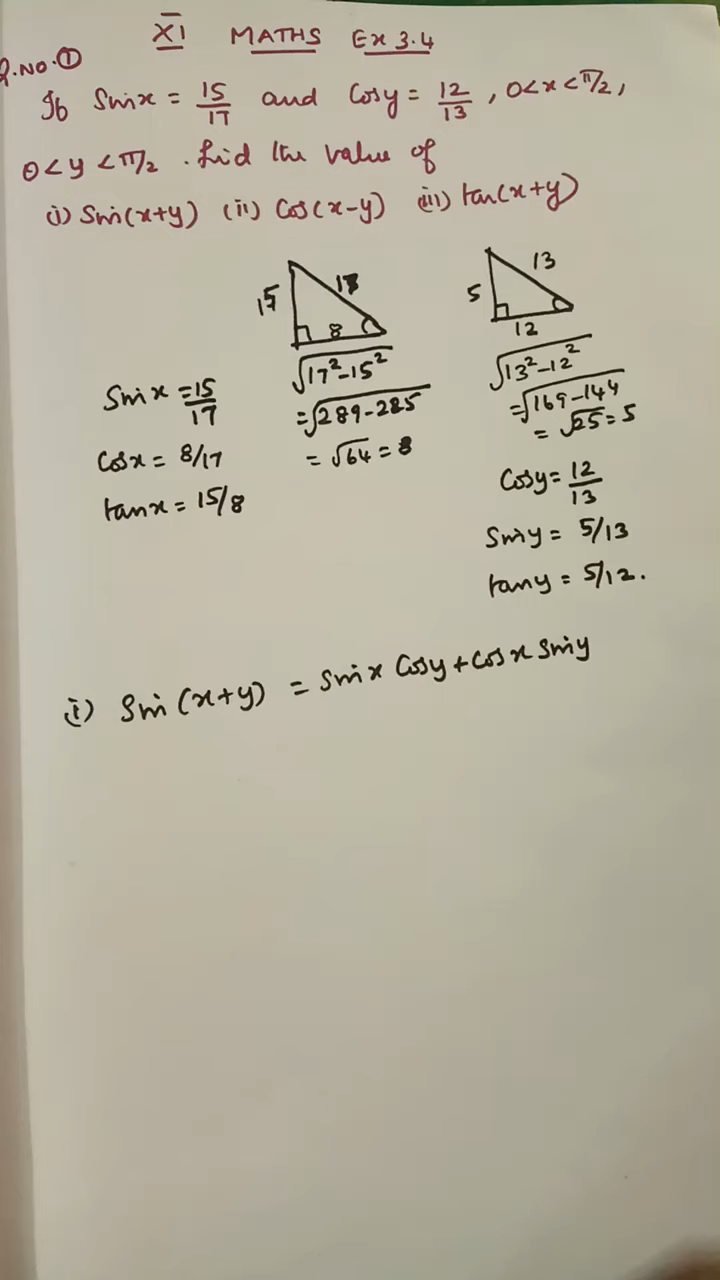 XI MATHS Ex 3.4
Q.NO.①
If Sin x = 15/17 and Cos y = 12/13 , 0<x<π/2,
0<y<π/2 . Find the value of
(i) Sin(x+y) (ii) Cos(x-y) (iii) tan(x+y)
15 17 8
5 13 12
√17²-15²
=√289-225
= √64 = 8
√13²-12²
=√169-144
= √25 = 5
Sin x = 15/17
Cos x = 8/17
tan x = 15/8
Cos y = 12/13
Sin y = 5/13
tan y = 5/12.
(i) Sin (x+y) = Sin x Cos y + Cos x Sin y